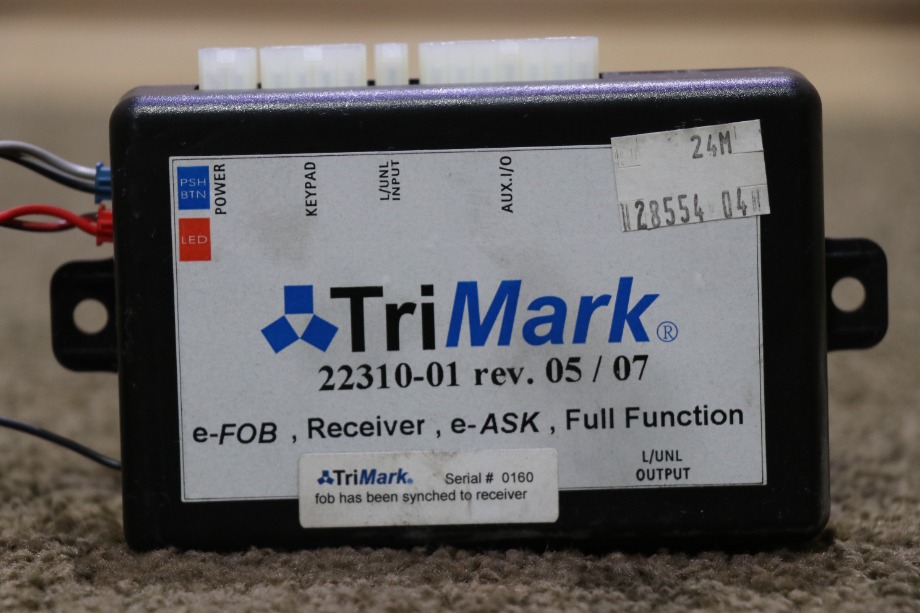 PSH
BTN
POWER
KEYPAD
L/UNL
INPUT
AUX.I/O
24M
28554 04
LED
TriMark®
22310-01 rev. 05 / 07
e-FOB , Receiver , e-ASK , Full Function
L/UNL
OUTPUT
TriMark® Serial # 0160
fob has been synched to receiver